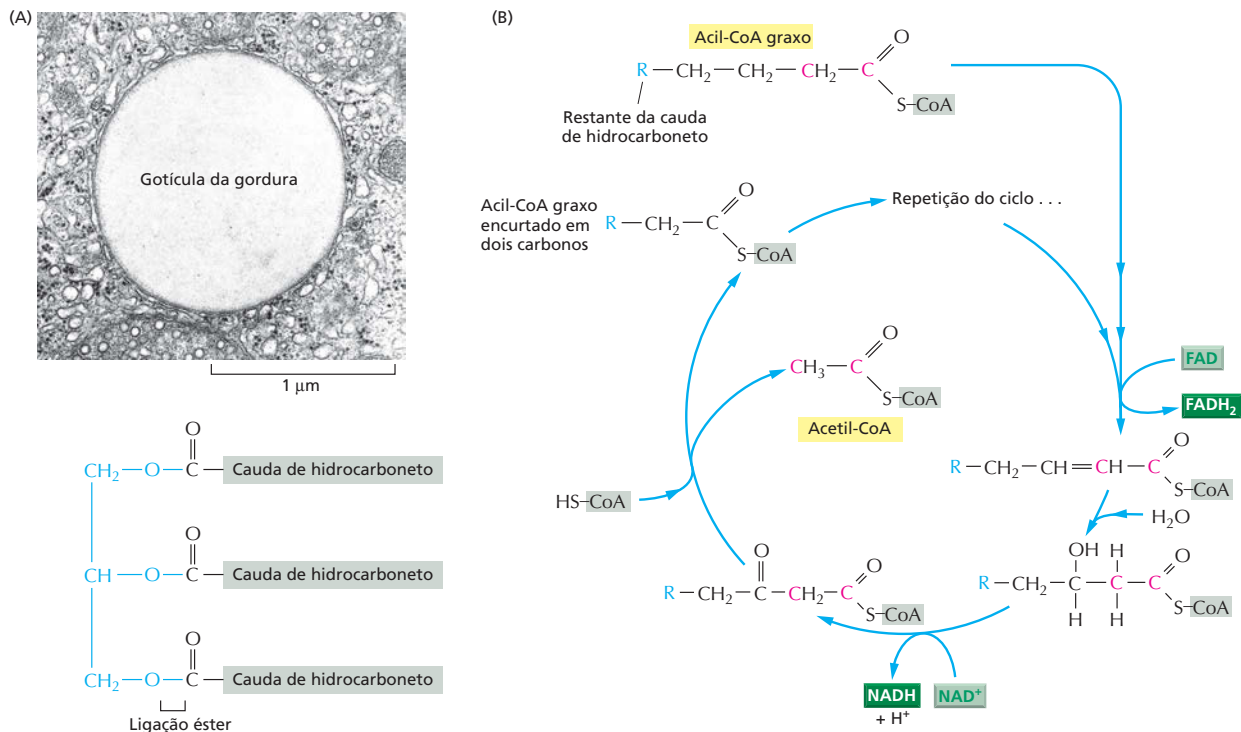 (A)
Gotícula da gordura
1 μm
O
CH₂—O—C—Cauda de hidrocarboneto
O
CH—O—C—Cauda de hidrocarboneto
O
CH₂—O—C—Cauda de hidrocarboneto
Ligação éster
(B)
Acil-CoA graxo
O
R—CH₂—CH₂—CH₂—C
S–CoA
Restante da cauda
de hidrocarboneto
Acil-CoA graxo
encurtado em
dois carbonos
O
R—CH₂—C
S–CoA
Repetição do ciclo . . .
O
CH₃—C
S–CoA
Acetil-CoA
FAD
FADH₂
O
R—CH₂—CH=CH—C
S–CoA
H₂O
OH H O
R—CH₂—C—C—C
S–CoA
H H
HS–CoA
O O
R—CH₂—C—CH₂—C
S–CoA
NADH
+ H⁺
NAD⁺